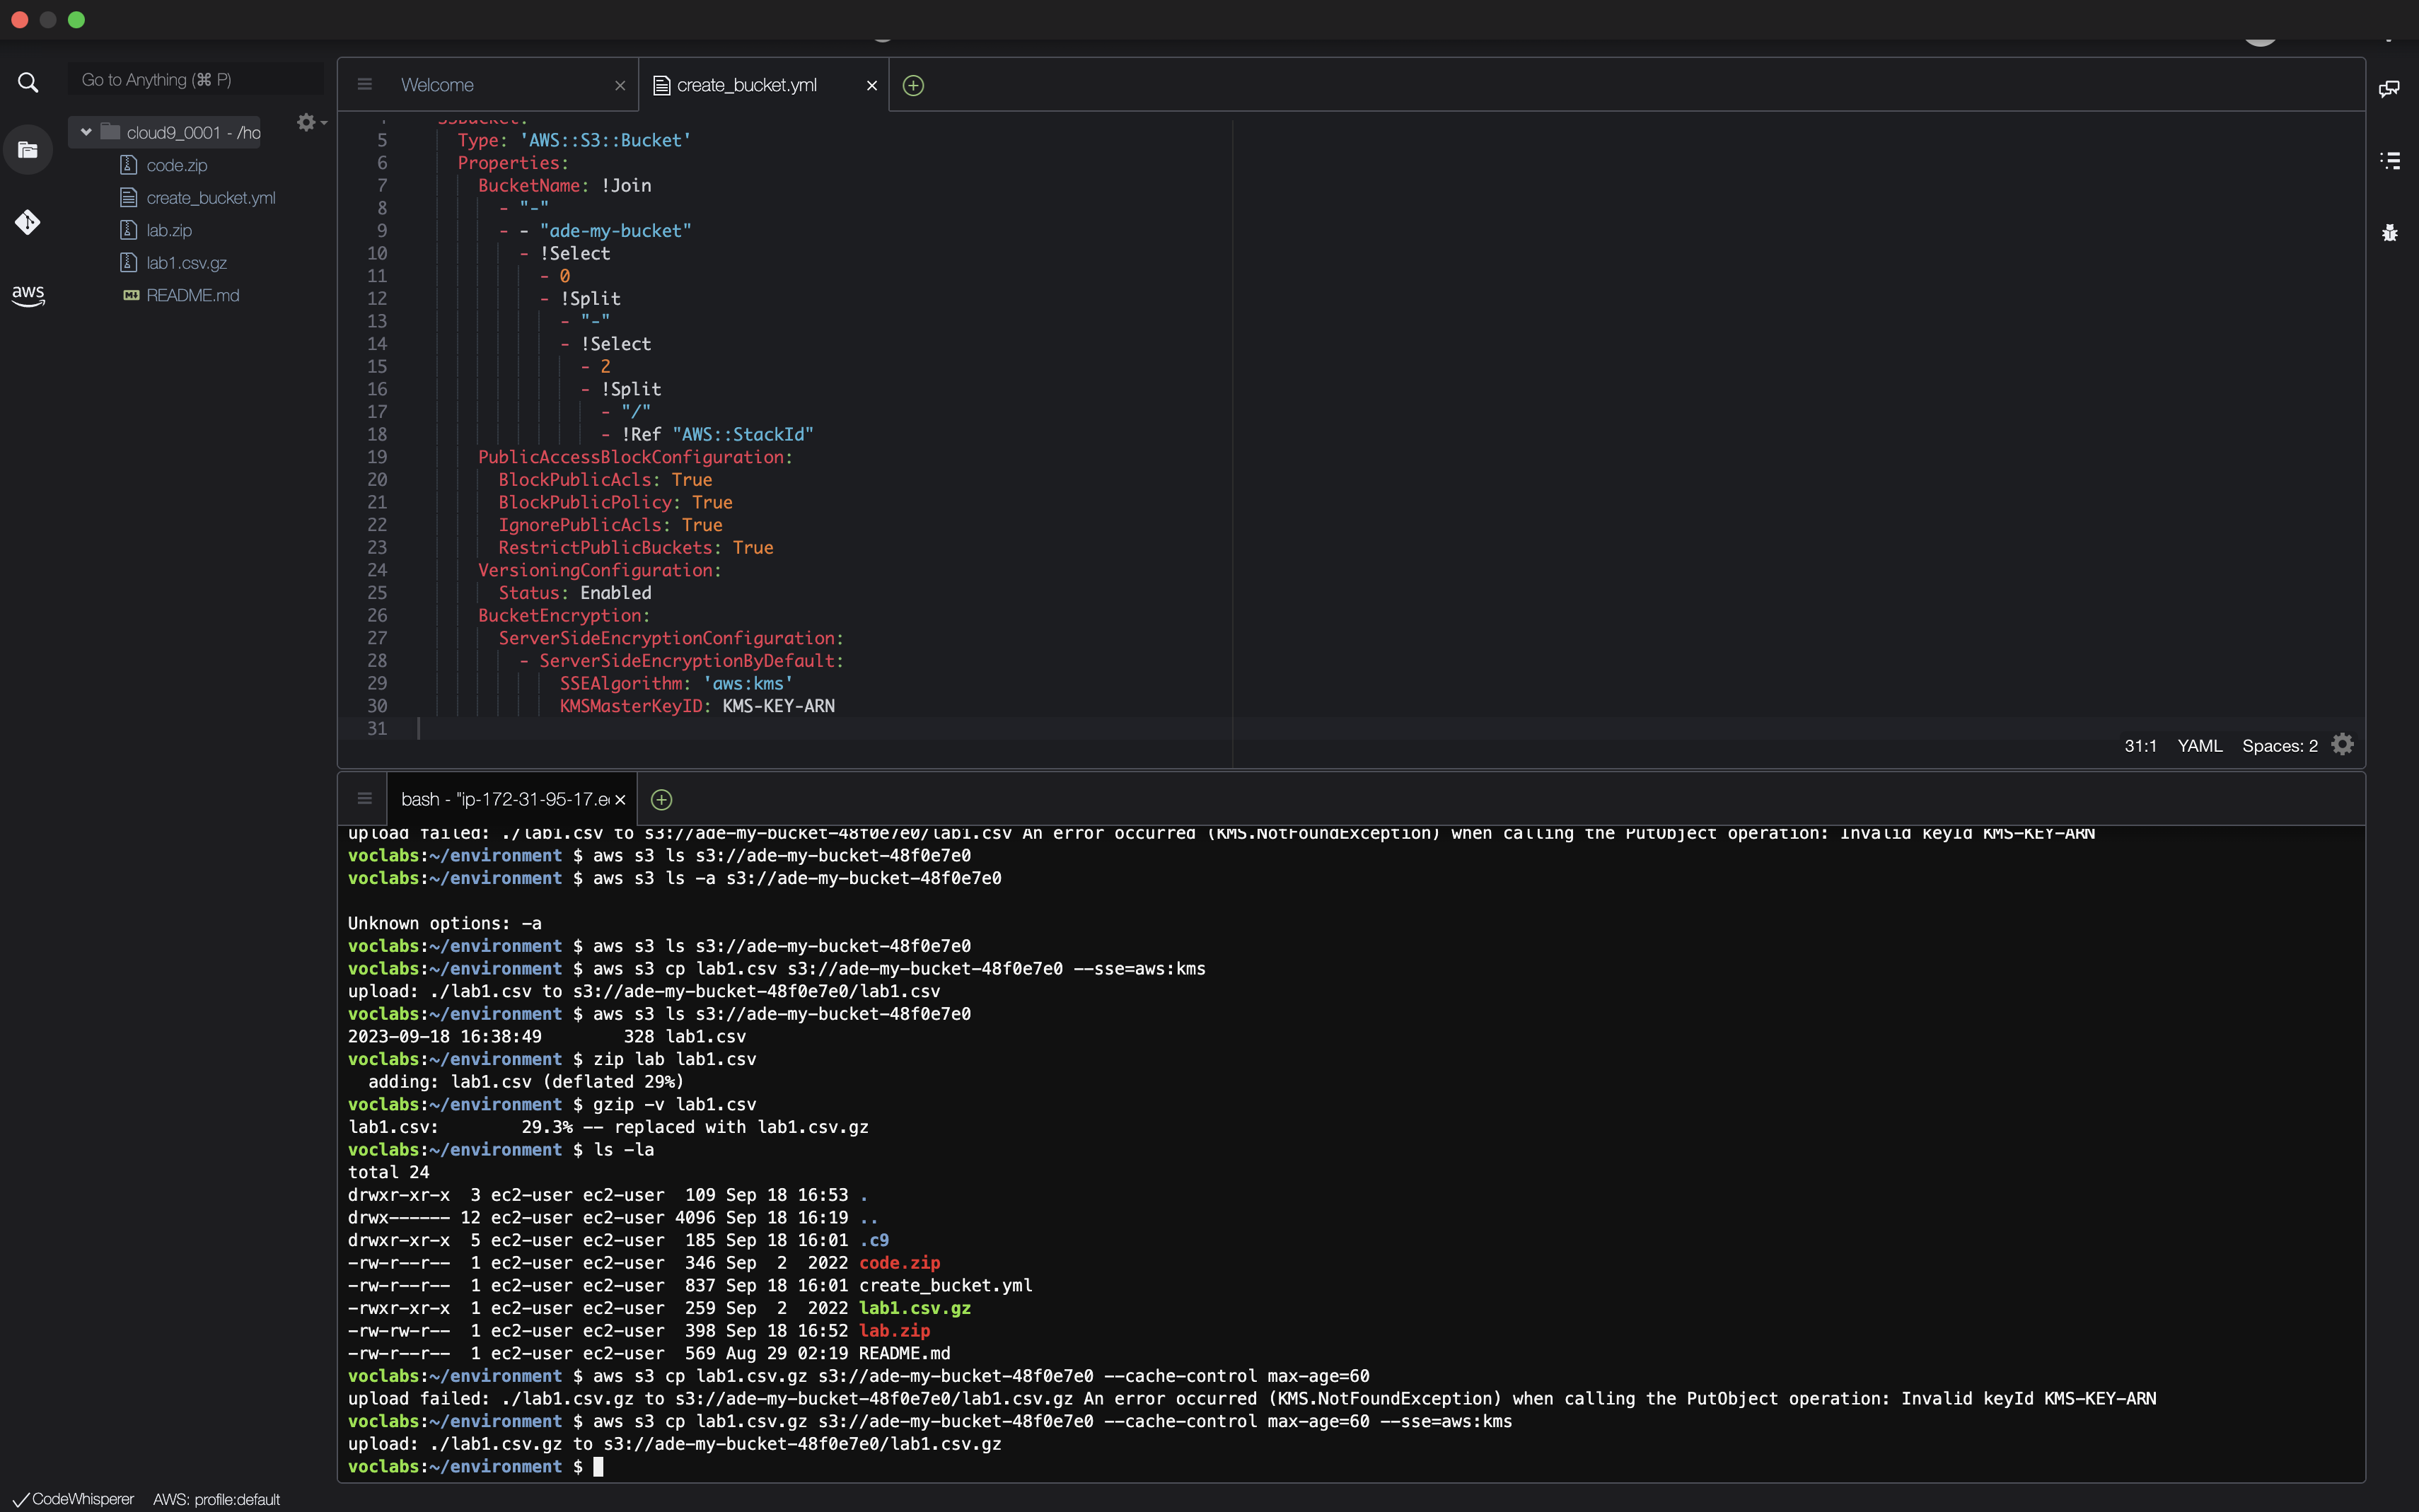 Go to Anything (⌘ P)
cloud9_0001 - /ho
code.zip
create_bucket.yml
lab.zip
lab1.csv.gz
README.md
aws
Welcome
create_bucket.yml
4 S3Bucket:
5 Type: 'AWS::S3::Bucket'
6 Properties:
7 BucketName: !Join
8 - "-"
9 - - "ade-my-bucket"
10 - !Select
11 - 0
12 - !Split
13 - "-"
14 - !Select
15 - 2
16 - !Split
17 - "/"
18 - !Ref "AWS::StackId"
19 PublicAccessBlockConfiguration:
20 BlockPublicAcls: True
21 BlockPublicPolicy: True
22 IgnorePublicAcls: True
23 RestrictPublicBuckets: True
24 VersioningConfiguration:
25 Status: Enabled
26 BucketEncryption:
27 ServerSideEncryptionConfiguration:
28 - ServerSideEncryptionByDefault:
29 SSEAlgorithm: 'aws:kms'
30 KMSMasterKeyID: KMS-KEY-ARN
31
31:1 YAML Spaces: 2
bash - "ip-172-31-95-17.e
upload failed: ./lab1.csv to s3://ade-my-bucket-48f0e7e0/lab1.csv An error occurred (KMS.NotFoundException) when calling the PutObject operation: Invalid keyId KMS-KEY-ARN
voclabs:~/environment $ aws s3 ls s3://ade-my-bucket-48f0e7e0
voclabs:~/environment $ aws s3 ls -a s3://ade-my-bucket-48f0e7e0
Unknown options: -a
voclabs:~/environment $ aws s3 ls s3://ade-my-bucket-48f0e7e0
voclabs:~/environment $ aws s3 cp lab1.csv s3://ade-my-bucket-48f0e7e0 --sse=aws:kms
upload: ./lab1.csv to s3://ade-my-bucket-48f0e7e0/lab1.csv
voclabs:~/environment $ aws s3 ls s3://ade-my-bucket-48f0e7e0
2023-09-18 16:38:49 328 lab1.csv
voclabs:~/environment $ zip lab lab1.csv
adding: lab1.csv (deflated 29%)
voclabs:~/environment $ gzip -v lab1.csv
lab1.csv: 29.3% -- replaced with lab1.csv.gz
voclabs:~/environment $ ls -la
total 24
drwxr-xr-x 3 ec2-user ec2-user 109 Sep 18 16:53 .
drwx------ 12 ec2-user ec2-user 4096 Sep 18 16:19 ..
drwxr-xr-x 5 ec2-user ec2-user 185 Sep 18 16:01 .c9
-rw-r--r-- 1 ec2-user ec2-user 346 Sep 2 2022 code.zip
-rw-r--r-- 1 ec2-user ec2-user 837 Sep 18 16:01 create_bucket.yml
-rwxr-xr-x 1 ec2-user ec2-user 259 Sep 2 2022 lab1.csv.gz
-rw-rw-r-- 1 ec2-user ec2-user 398 Sep 18 16:52 lab.zip
-rw-r--r-- 1 ec2-user ec2-user 569 Aug 29 02:19 README.md
voclabs:~/environment $ aws s3 cp lab1.csv.gz s3://ade-my-bucket-48f0e7e0 --cache-control max-age=60
upload failed: ./lab1.csv.gz to s3://ade-my-bucket-48f0e7e0/lab1.csv.gz An error occurred (KMS.NotFoundException) when calling the PutObject operation: Invalid keyId KMS-KEY-ARN
voclabs:~/environment $ aws s3 cp lab1.csv.gz s3://ade-my-bucket-48f0e7e0 --cache-control max-age=60 --sse=aws:kms
upload: ./lab1.csv.gz to s3://ade-my-bucket-48f0e7e0/lab1.csv.gz
voclabs:~/environment $
CodeWhisperer AWS: profile:default